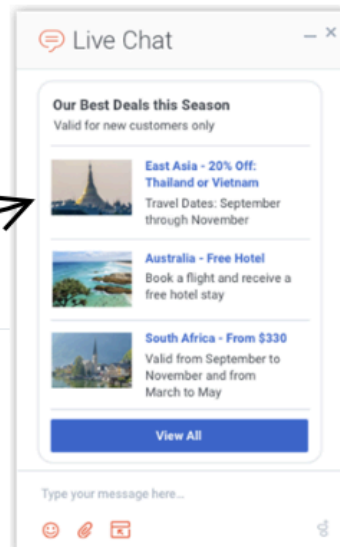 Live Chat
Our Best Deals this Season
Valid for new customers only
East Asia - 20% Off:
Thailand or Vietnam
Travel Dates: September
through November
Australia - Free Hotel
Book a flight and receive a
free hotel stay
South Africa - From $330
Valid from September to
November and from
March to May
View All
Type your message here...